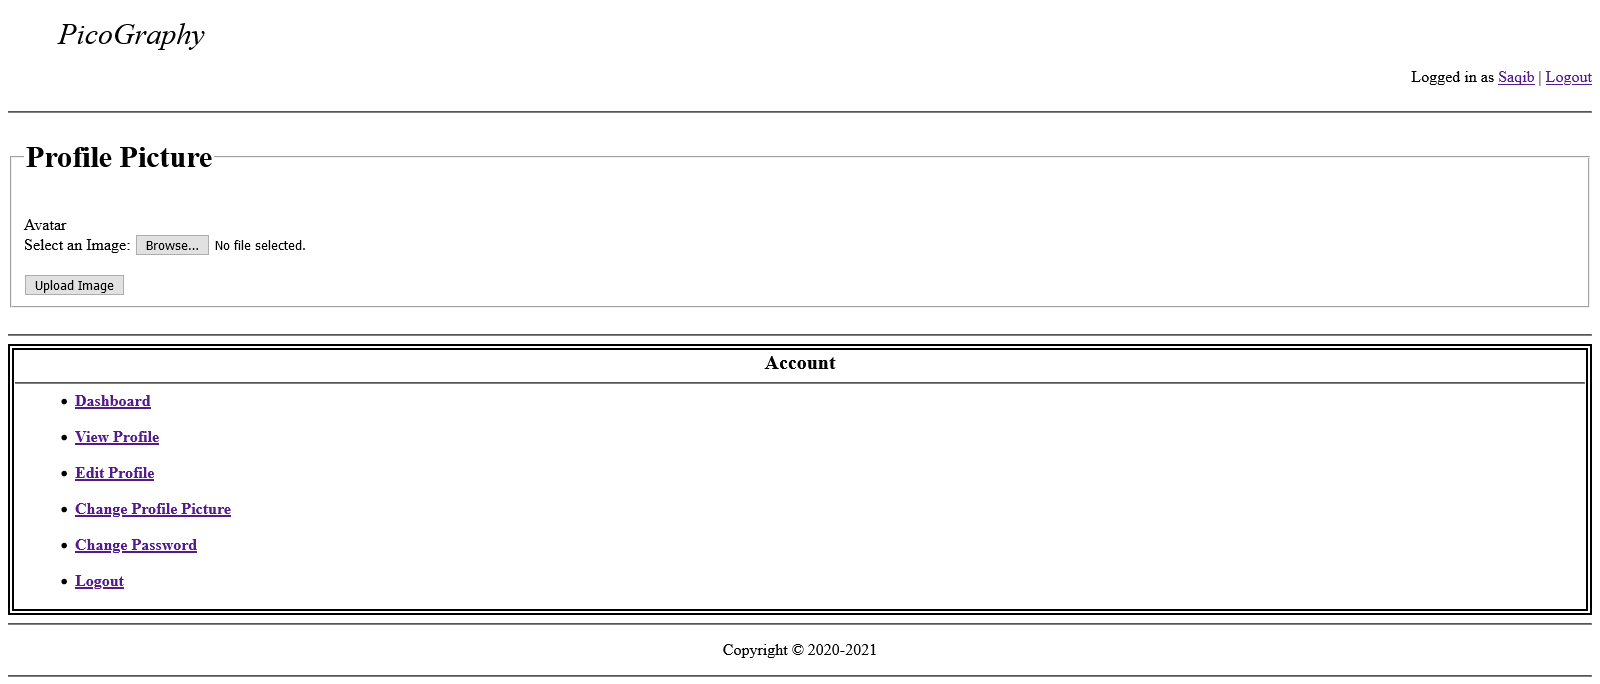 PicoGraphy
Logged in as Saqib | Logout
Profile Picture
Avatar
Select an Image: Browse... No file selected.
Upload Image
Account
Dashboard
View Profile
Edit Profile
Change Profile Picture
Change Password
Logout
Copyright © 2020-2021